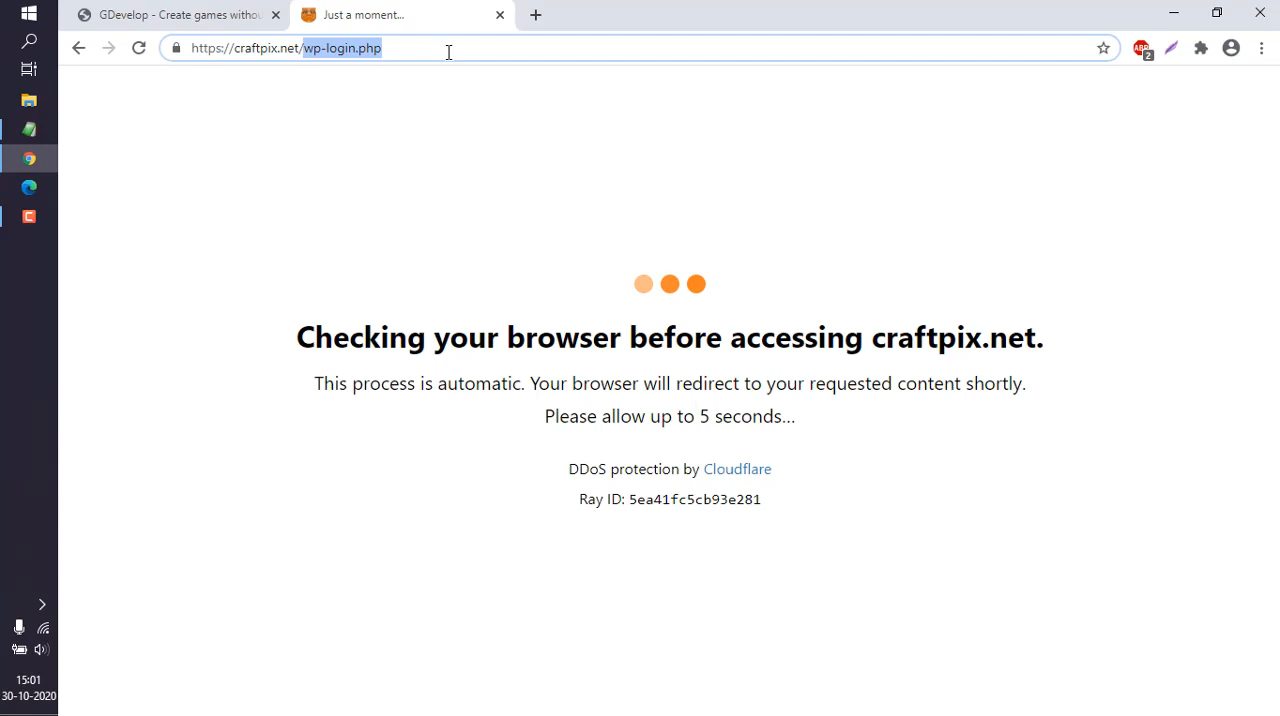 GDevelop - Create games withou
Just a moment...
https://craftpix.net/wp-login.php
ABP
2
Checking your browser before accessing craftpix.net.
This process is automatic. Your browser will redirect to your requested content shortly.
Please allow up to 5 seconds...
DDoS protection by Cloudflare
Ray ID: 5ea41fc5cb93e281
15:01
30-10-2020